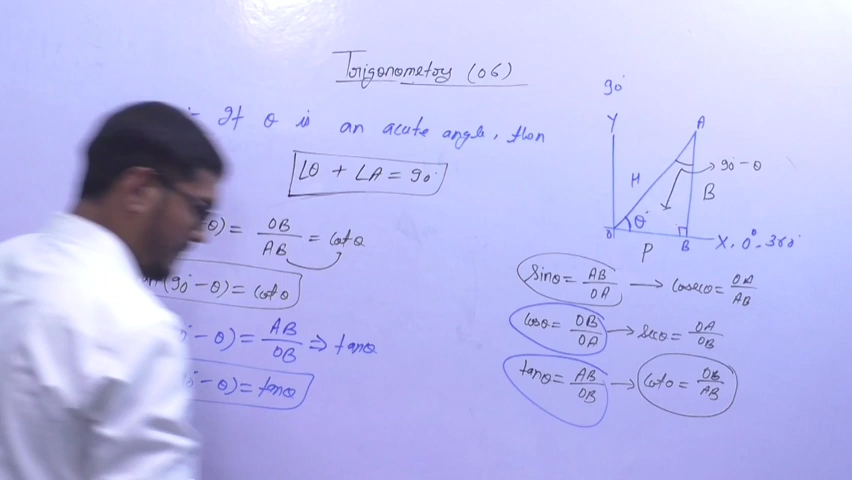 Trigonometry (06)
If θ is an acute angle, then
∠θ + ∠A = 90°
θ) = OB/AB = cotθ
(90° - θ) = cotθ
- θ) = AB/OB ⇒ tanθ
- θ) = tanθ
90°
Y
A
90° - θ
H
B
θ°
O
P
B
X, 0°, 360°
Sinθ = AB/OA → Cosecθ = OA/AB
Cosθ = OB/OA → Secθ = OA/OB
tanθ = AB/OB → Cotθ = OB/AB